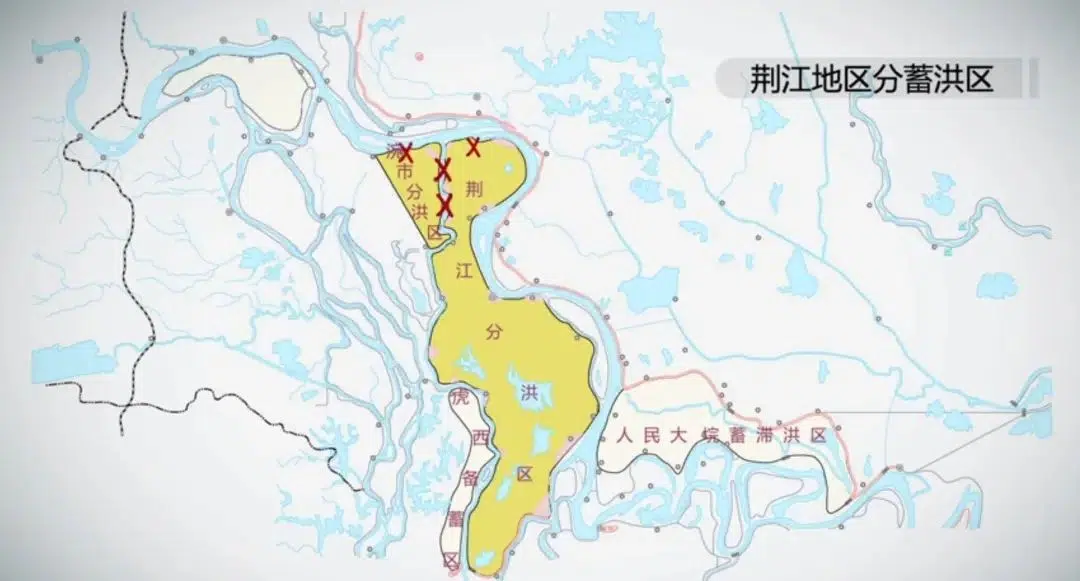 荆江地区分蓄洪区
涴市分洪区
荆江分洪区
虎西备蓄区
人民大垸蓄滞洪区